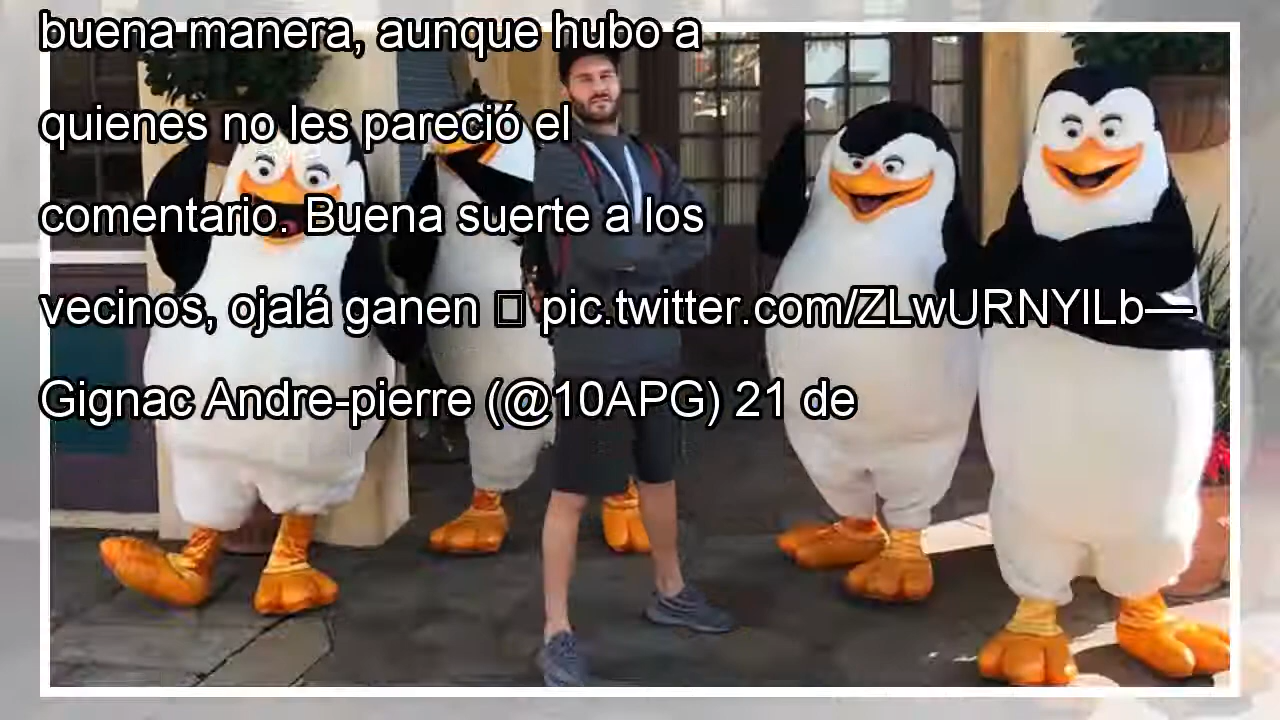 buena manera, aunque hubo a
quienes no les pareció el
comentario. Buena suerte a los
vecinos, ojalá ganen □ pic.twitter.com/ZLwURNYlLb—
Gignac Andre-pierre (@10APG) 21 de